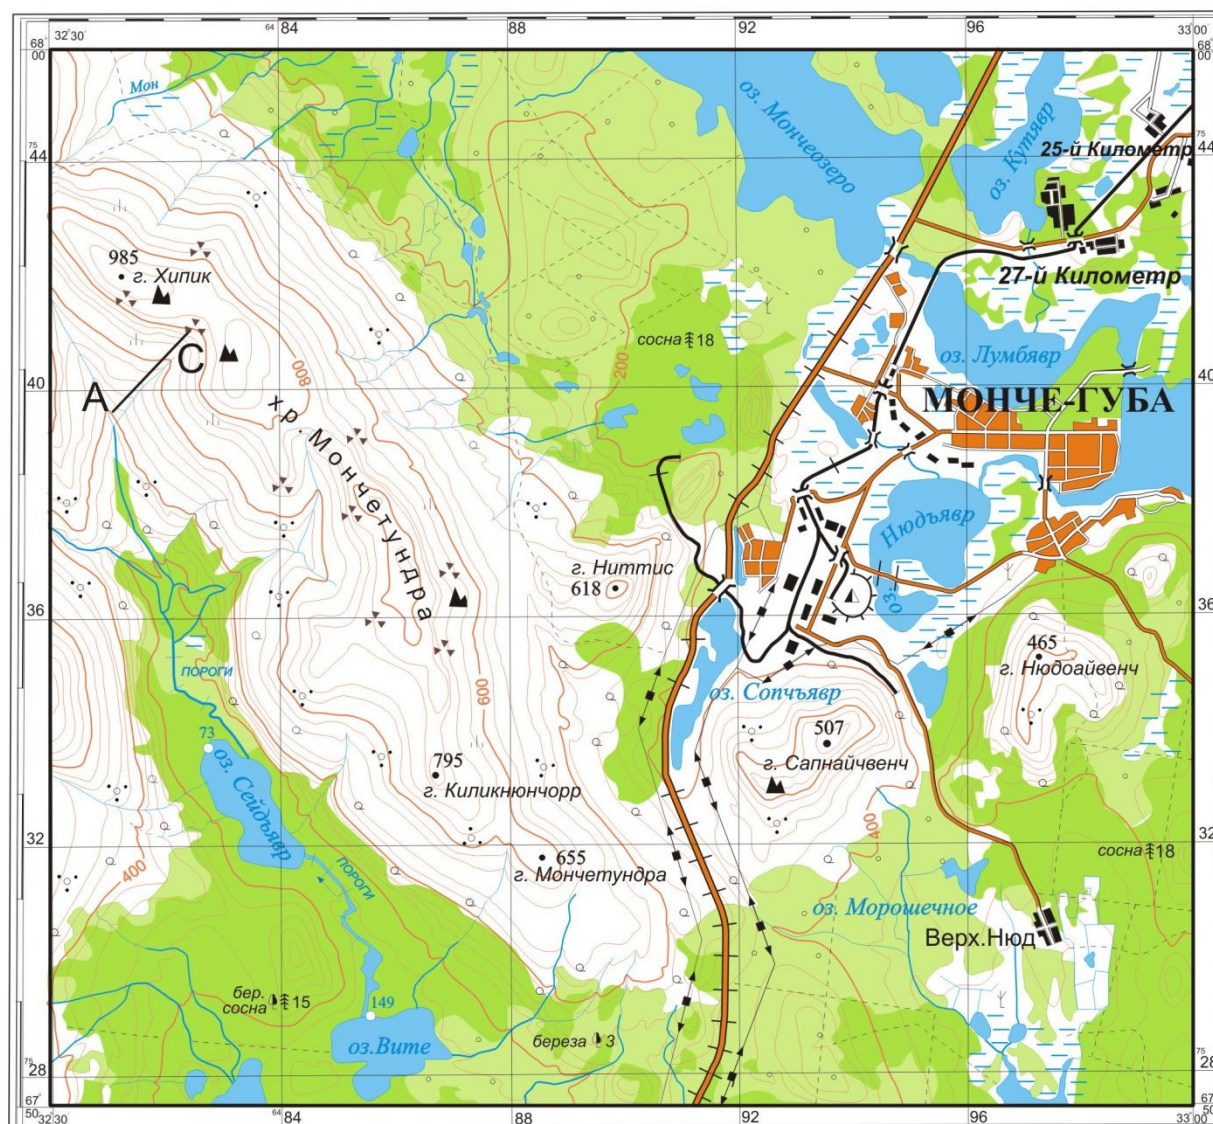 32 30
64
84
88
92
96
33 00
68
00
68
00
Мон
оз. Мончеозеро
оз. Кутяявр
75
44
25-й Километр
75
44
985
г. Хипик
27-й Километр
сосна 18
200
оз. Лумбявр
C
800
40
A
МОНЧЕ-ГУБА
40
хр. Мончетундра
оз. Нюдъявр
г. Ниттис
618
36
36
ПОРОГИ
600
465
г. Нюдоайвенч
оз. Сопчъявр
73
507
г. Сапнайчвенч
оз. Сейдъявр
795
г. Киликнюнчорр
32
32
400
400
ПОРОГИ
655
г. Мончетундра
сосна 18
оз. Морошечное
Верх.Нюд
бер.
сосна 15
149
оз.Вите
береза 3
75
28
75
28
67
50
67
50
32 30
64
84
88
92
96
33 00